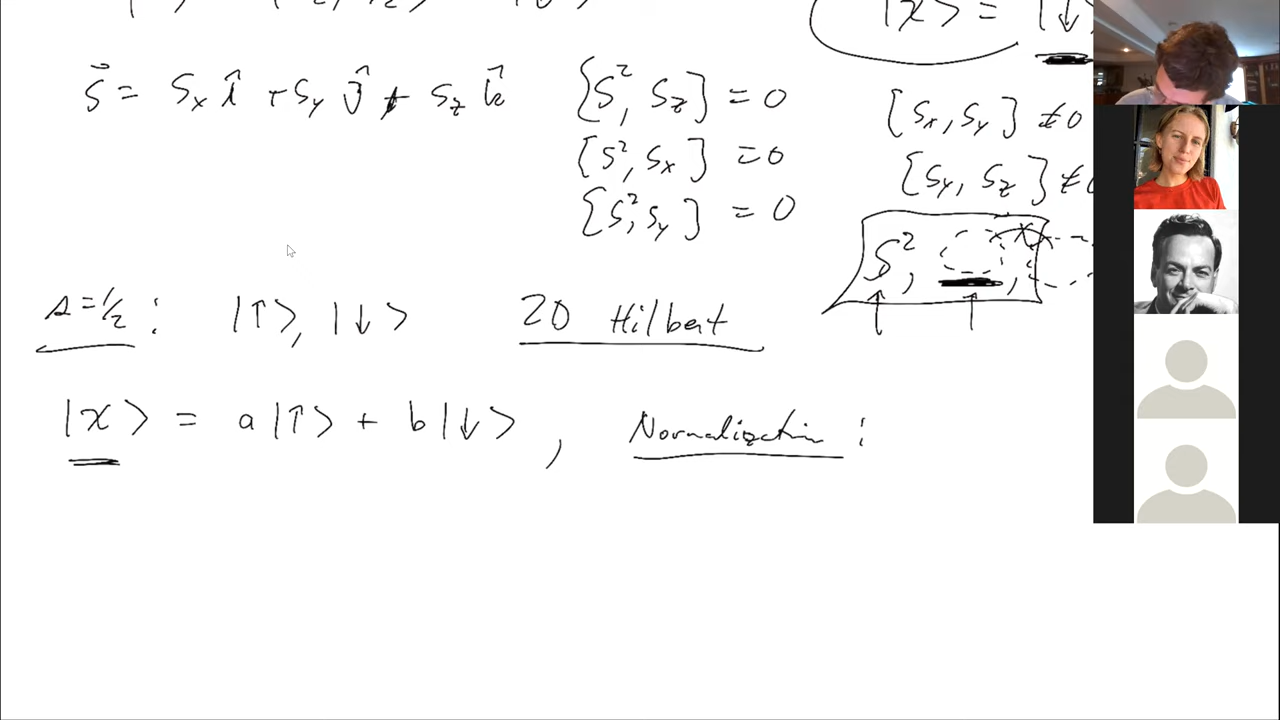 |χ⟩ = |↓⟩
S⃗ = Sx î + Sy ĵ + Sz k̂
[S², Sz] = 0
[S², Sx] = 0
[S², Sy] = 0
[Sx, Sy] ≠ 0
[Sy, Sz] ≠ 0
S², ,
s = 1/2 : |↑⟩, |↓⟩ 2D Hilbert
|χ⟩ = a|↑⟩ + b|↓⟩, Normalization :